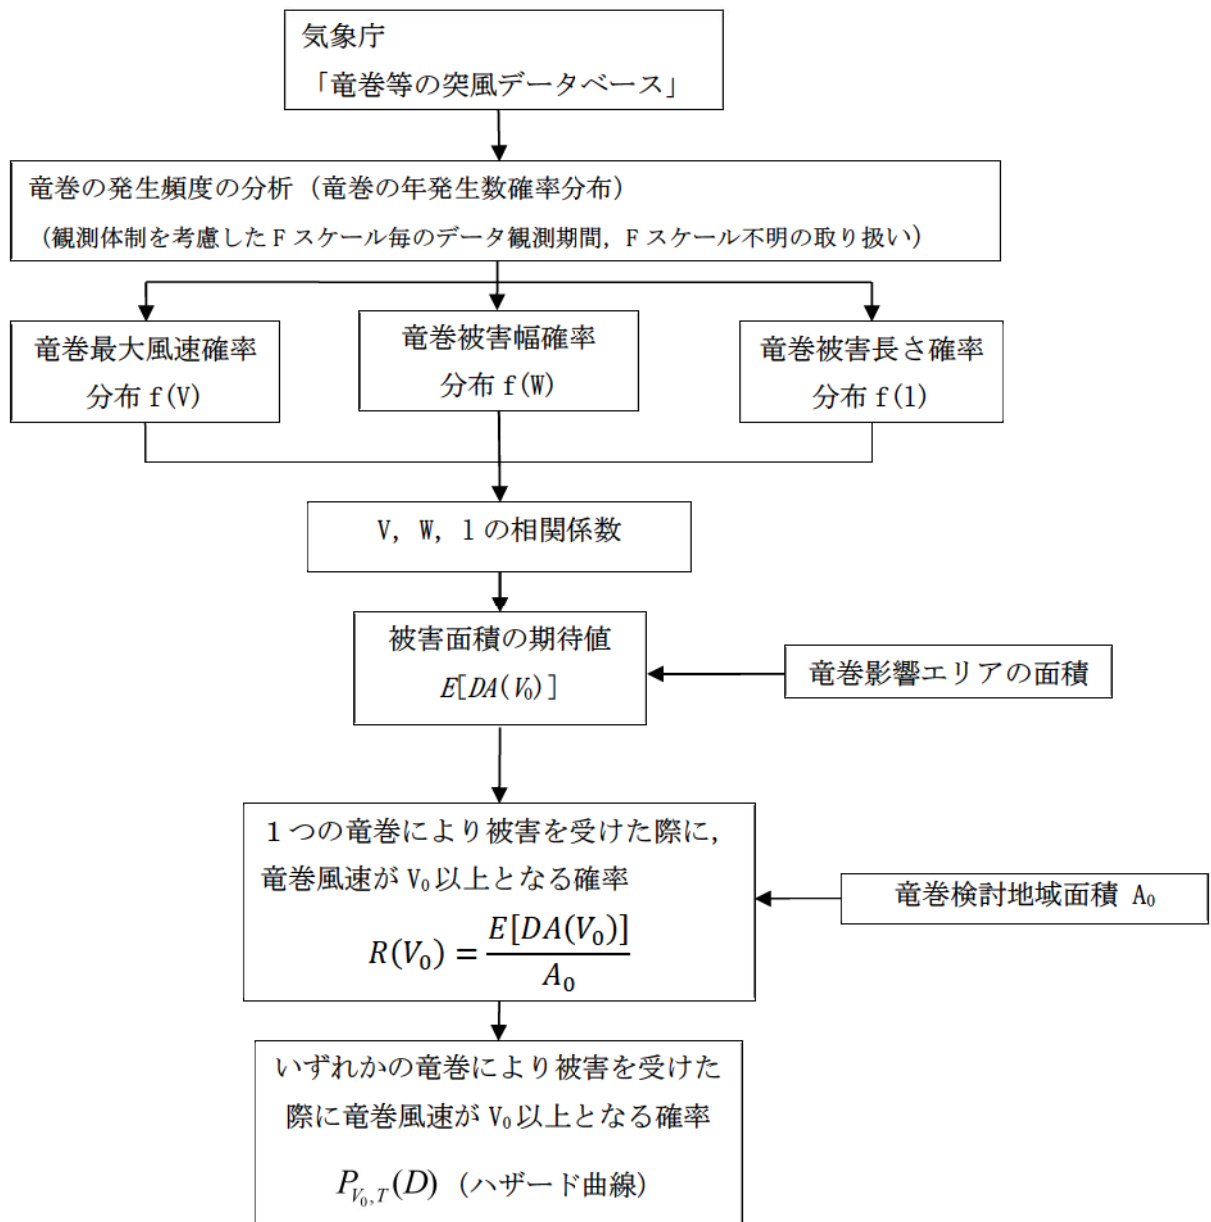 気象庁
「竜巻等の突風データベース」
竜巻の発生頻度の分析（竜巻の年発生数確率分布）
（観測体制を考慮した F スケール毎のデータ観測期間，F スケール不明の取り扱い）
竜巻最大風速確率
分布 f(V)
竜巻被害幅確率
分布 f(W)
竜巻被害長さ確率
分布 f(l)
V, W, l の相関係数
被害面積の期待値
E[DA(V₀)]
竜巻影響エリアの面積
１つの竜巻により被害を受けた際に，
竜巻風速が V₀以上となる確率
R(V₀) = E[DA(V₀)] / A₀
竜巻検討地域面積 A₀
いずれかの竜巻により被害を受けた
際に竜巻風速が V₀以上となる確率
P_{V₀,T}(D)（ハザード曲線）